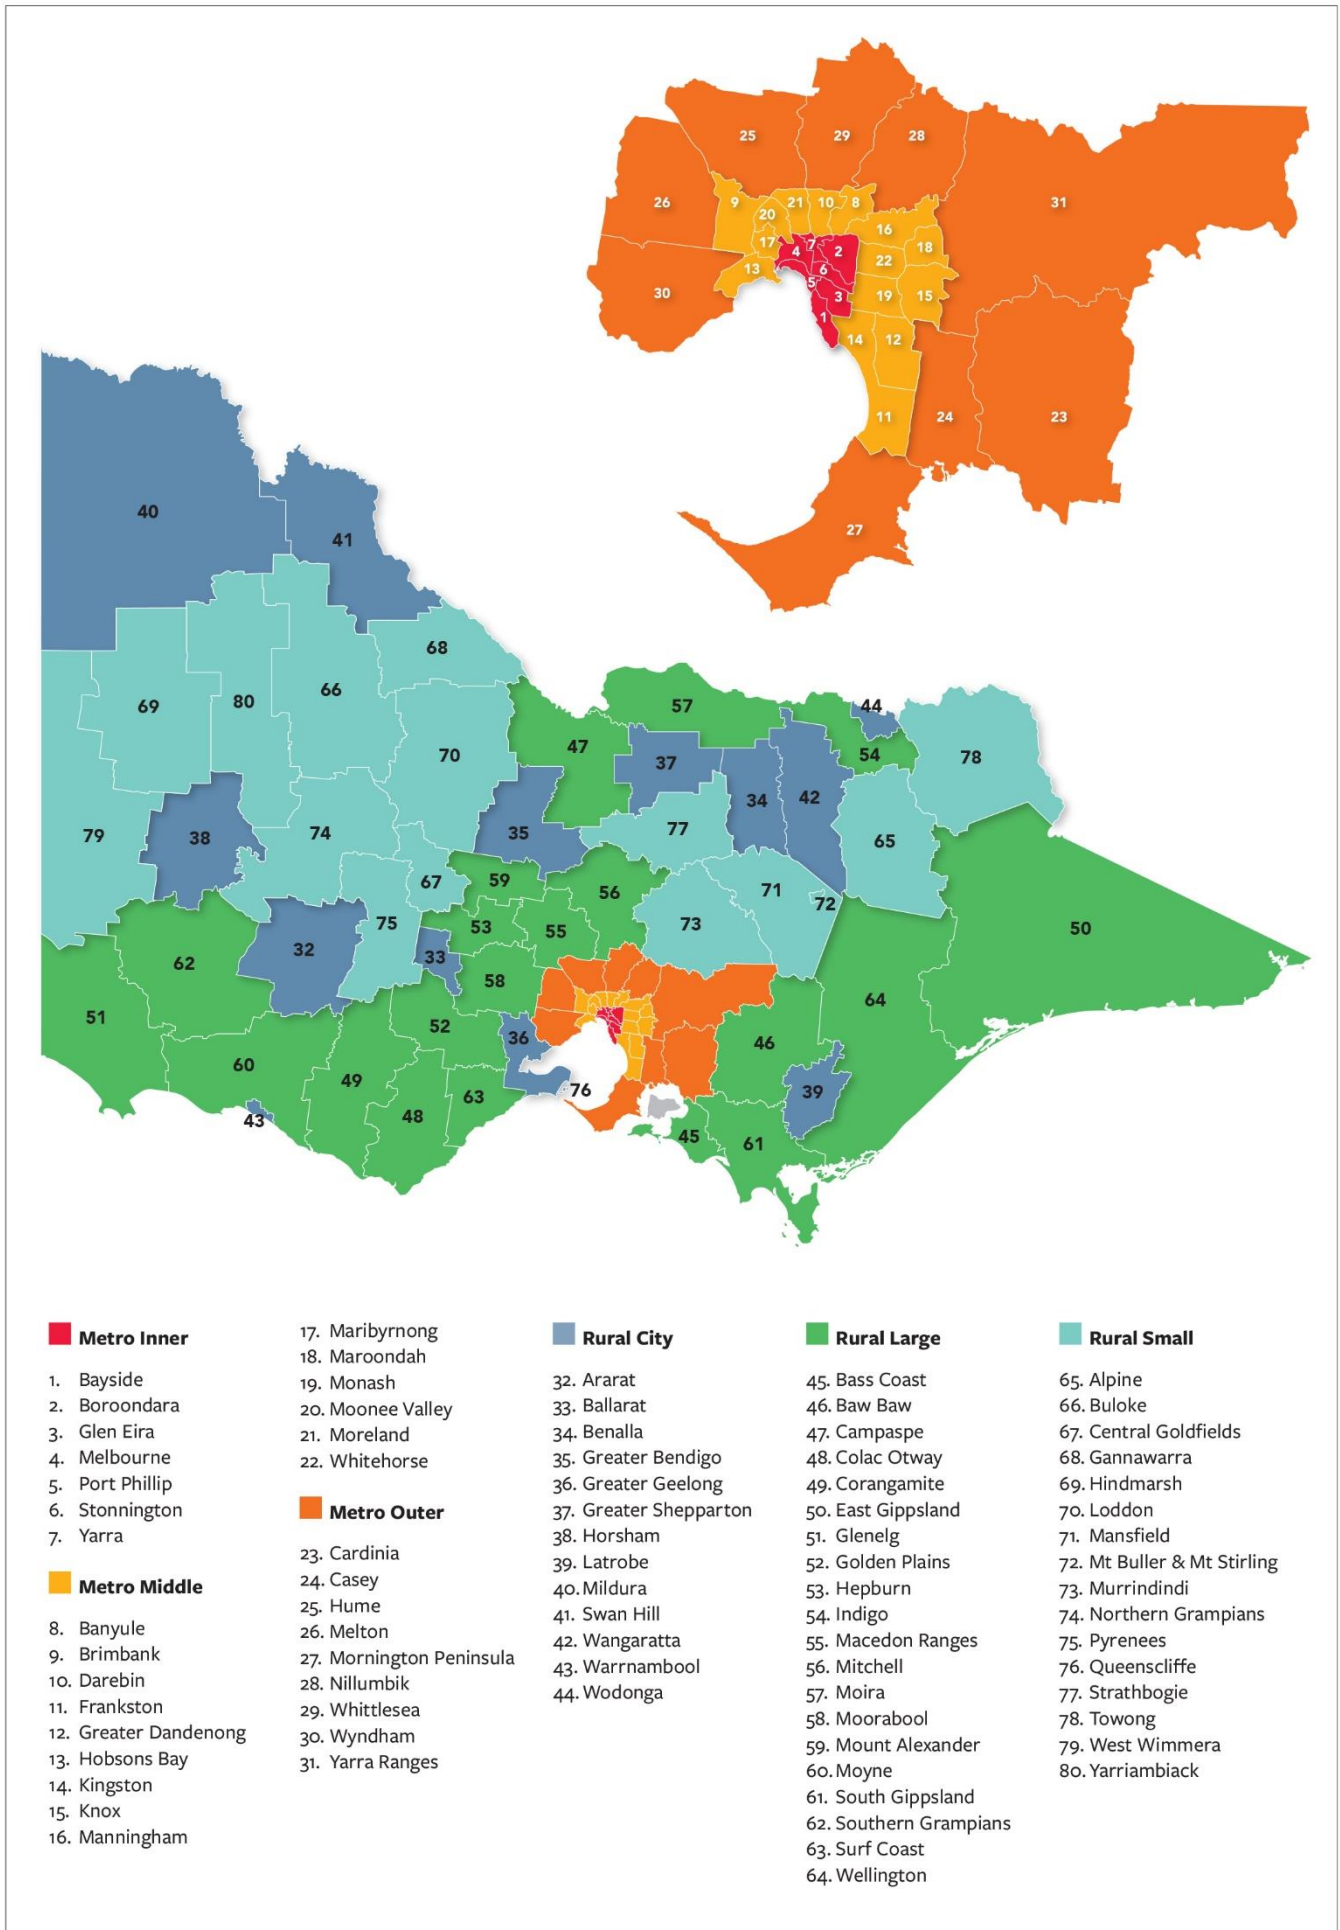 25
29
28
26
9
20
21
10
8
31
16
17
4
7
2
18
13
6
22
5
30
3
19
15
1
14
12
11
24
23
27
40
41
68
69
80
66
57
44
47
70
37
54
78
34
42
79
38
74
35
77
65
67
59
56
71
72
75
53
55
73
50
32
33
62
58
64
51
52
36
46
60
49
63
76
39
48
43
45
61
Metro Inner
1. Bayside
2. Boroondara
3. Glen Eira
4. Melbourne
5. Port Phillip
6. Stonnington
7. Yarra
Metro Middle
8. Banyule
9. Brimbank
10. Darebin
11. Frankston
12. Greater Dandenong
13. Hobsons Bay
14. Kingston
15. Knox
16. Manningham
17. Maribyrnong
18. Maroondah
19. Monash
20. Moonee Valley
21. Moreland
22. Whitehorse
Metro Outer
23. Cardinia
24. Casey
25. Hume
26. Melton
27. Mornington Peninsula
28. Nillumbik
29. Whittlesea
30. Wyndham
31. Yarra Ranges
Rural City
32. Ararat
33. Ballarat
34. Benalla
35. Greater Bendigo
36. Greater Geelong
37. Greater Shepparton
38. Horsham
39. Latrobe
40. Mildura
41. Swan Hill
42. Wangaratta
43. Warrnambool
44. Wodonga
Rural Large
45. Bass Coast
46. Baw Baw
47. Campaspe
48. Colac Otway
49. Corangamite
50. East Gippsland
51. Glenelg
52. Golden Plains
53. Hepburn
54. Indigo
55. Macedon Ranges
56. Mitchell
57. Moira
58. Moorabool
59. Mount Alexander
60. Moyne
61. South Gippsland
62. Southern Grampians
63. Surf Coast
64. Wellington
Rural Small
65. Alpine
66. Buloke
67. Central Goldfields
68. Gannawarra
69. Hindmarsh
70. Loddon
71. Mansfield
72. Mt Buller & Mt Stirling
73. Murrindindi
74. Northern Grampians
75. Pyrenees
76. Queenscliffe
77. Strathbogie
78. Towong
79. West Wimmera
80. Yarriambiack